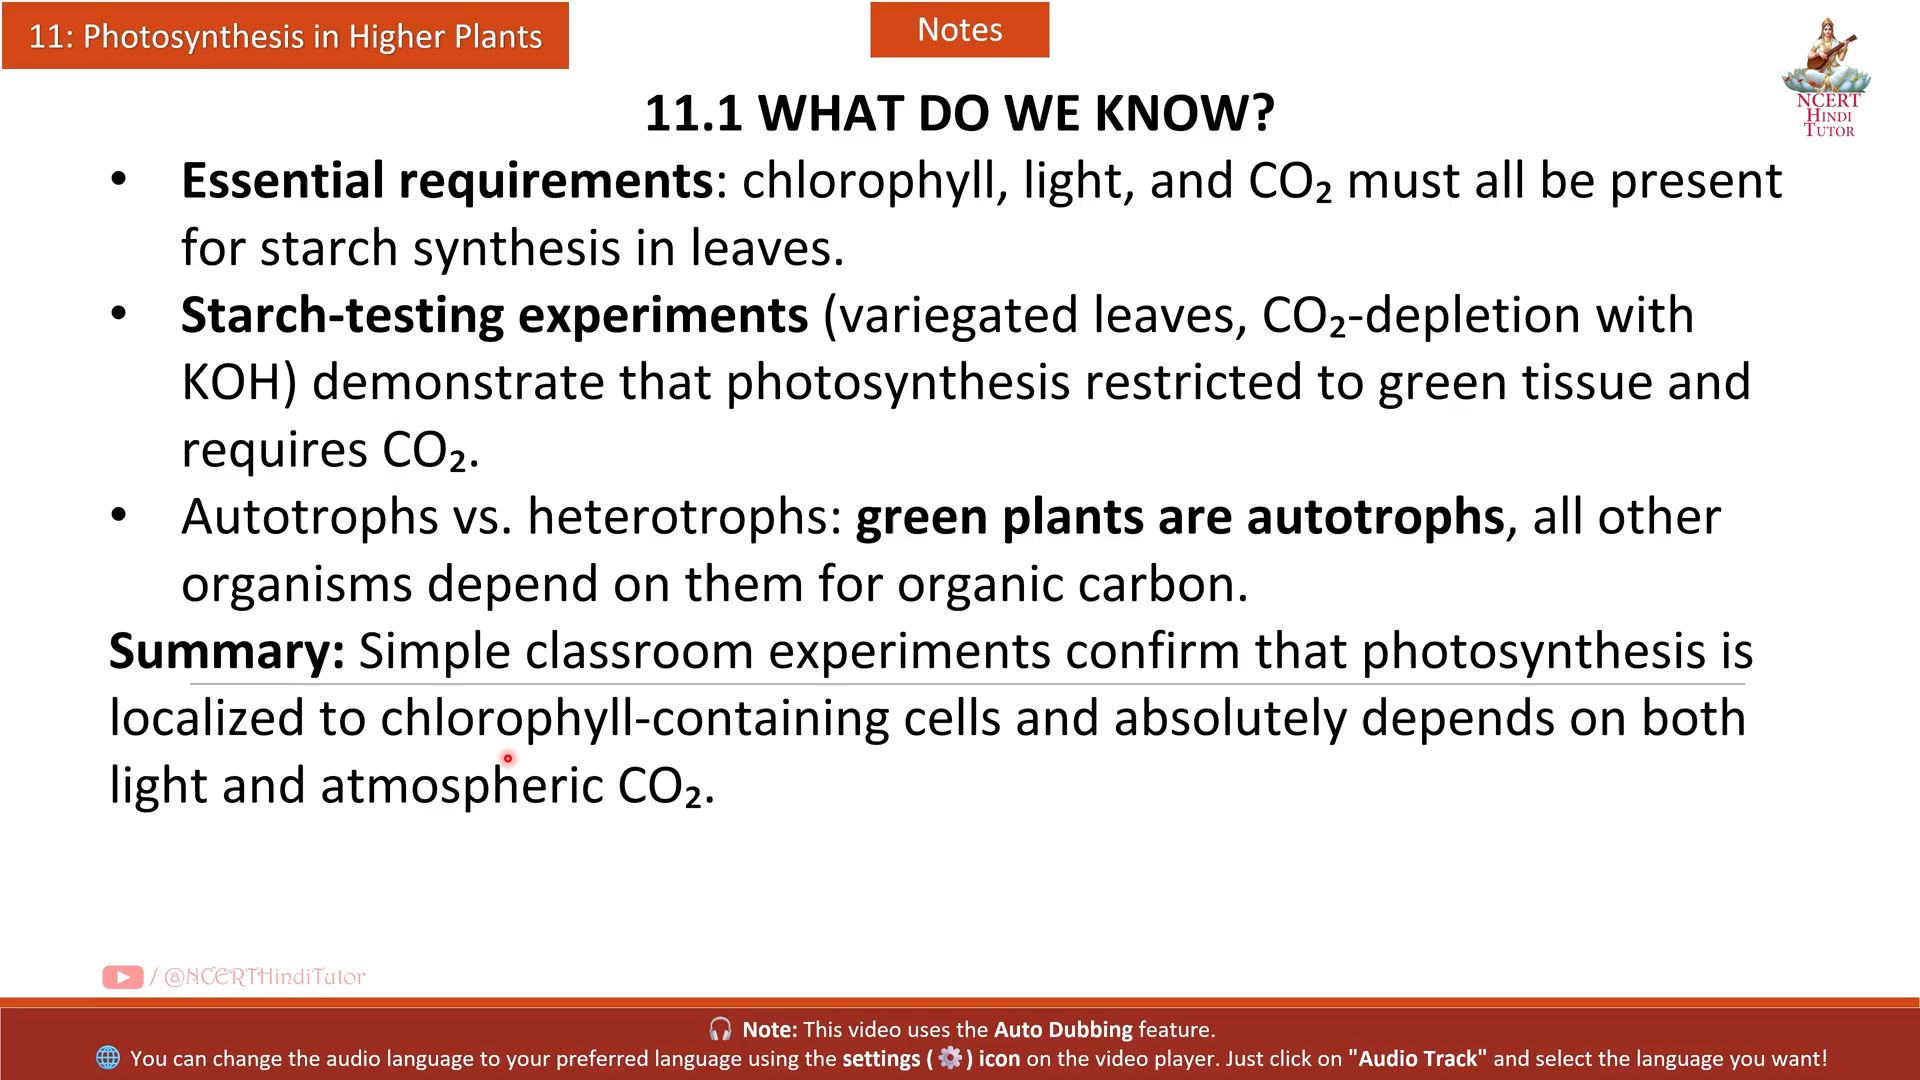 11: Photosynthesis in Higher Plants
Notes
NCERT
HINDI
TUTOR
11.1 WHAT DO WE KNOW?
• Essential requirements: chlorophyll, light, and CO₂ must all be present
for starch synthesis in leaves.
• Starch-testing experiments (variegated leaves, CO₂-depletion with
KOH) demonstrate that photosynthesis restricted to green tissue and
requires CO₂.
• Autotrophs vs. heterotrophs: green plants are autotrophs, all other
organisms depend on them for organic carbon.
Summary: Simple classroom experiments confirm that photosynthesis is
localized to chlorophyll-containing cells and absolutely depends on both
light and atmospheric CO₂.
/ @NCERTHindiTutor
🎧 Note: This video uses the Auto Dubbing feature.
🌐 You can change the audio language to your preferred language using the settings (⚙️) icon on the video player. Just click on "Audio Track" and select the language you want!